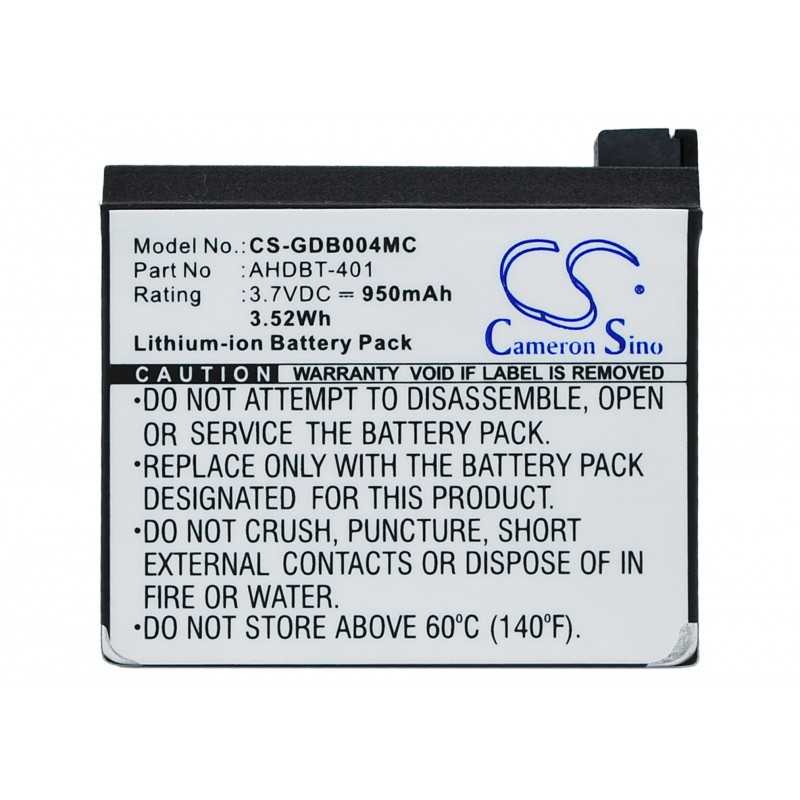 Model No.: CS-GDB004MC
Part No :AHDBT-401
Rating :3.7VDC ⎓ 950mAh
3.52Wh
Lithium-ion Battery Pack
CS
Cameron Sino
CAUTION WARRANTY VOID IF LABEL IS REMOVED
•DO NOT ATTEMPT TO DISASSEMBLE, OPEN
OR SERVICE THE BATTERY PACK.
•REPLACE ONLY WITH THE BATTERY PACK
DESIGNATED FOR THIS PRODUCT.
•DO NOT CRUSH, PUNCTURE, SHORT
EXTERNAL CONTACTS OR DISPOSE OF
IN FIRE OR WATER.
•DO NOT STORE ABOVE 60ºC (140ºF).